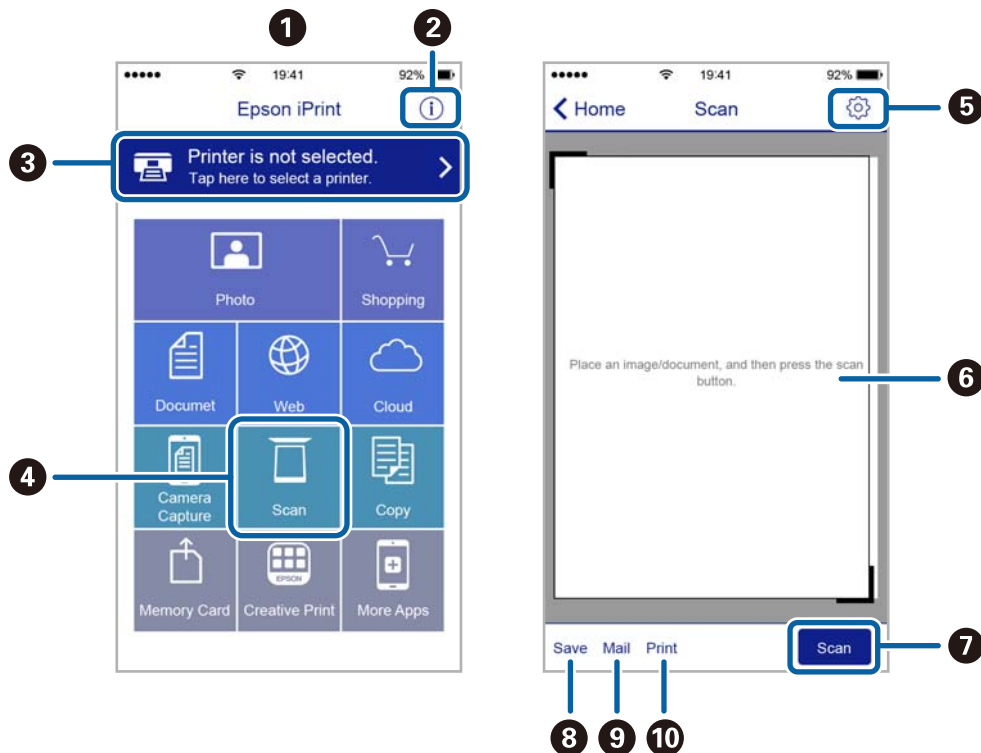 1
2
19:41
92%
Epson iPrint
i
3
Printer is not selected.
Tap here to select a printer.
Photo
Shopping
Documet
Web
Cloud
4
Camera
Capture
Scan
Copy
EPSON
Memory Card
Creative Print
More Apps
19:41
92%
Home
Scan
5
Place an image/document, and then press the scan
button.
6
Save
Mail
Print
Scan
7
8
9
10